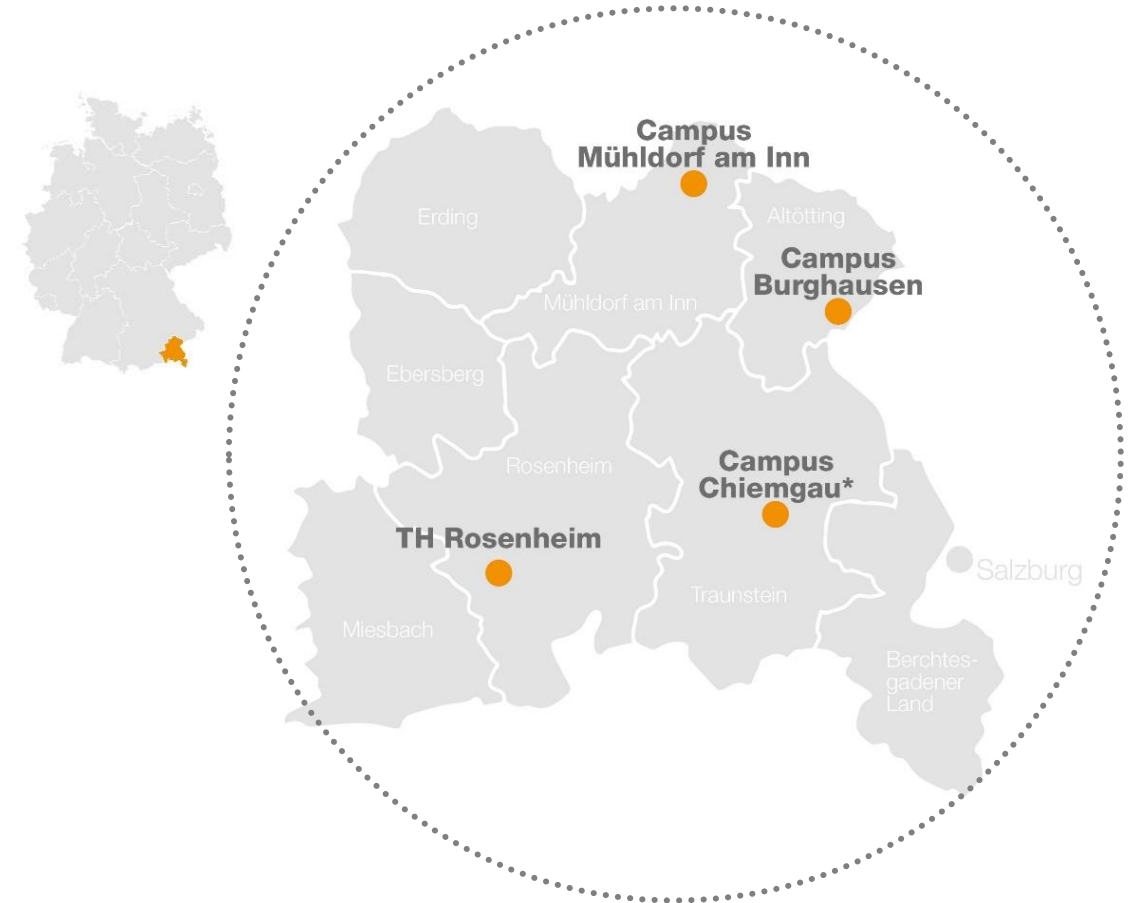 Campus
Mühldorf am Inn
Erding
Altötting
Campus
Burghausen
Mühldorf am Inn
Ebersberg
Rosenheim
Campus
Chiemgau*
TH Rosenheim
Salzburg
Traunstein
Miesbach
Berchtes-
gadener
Land